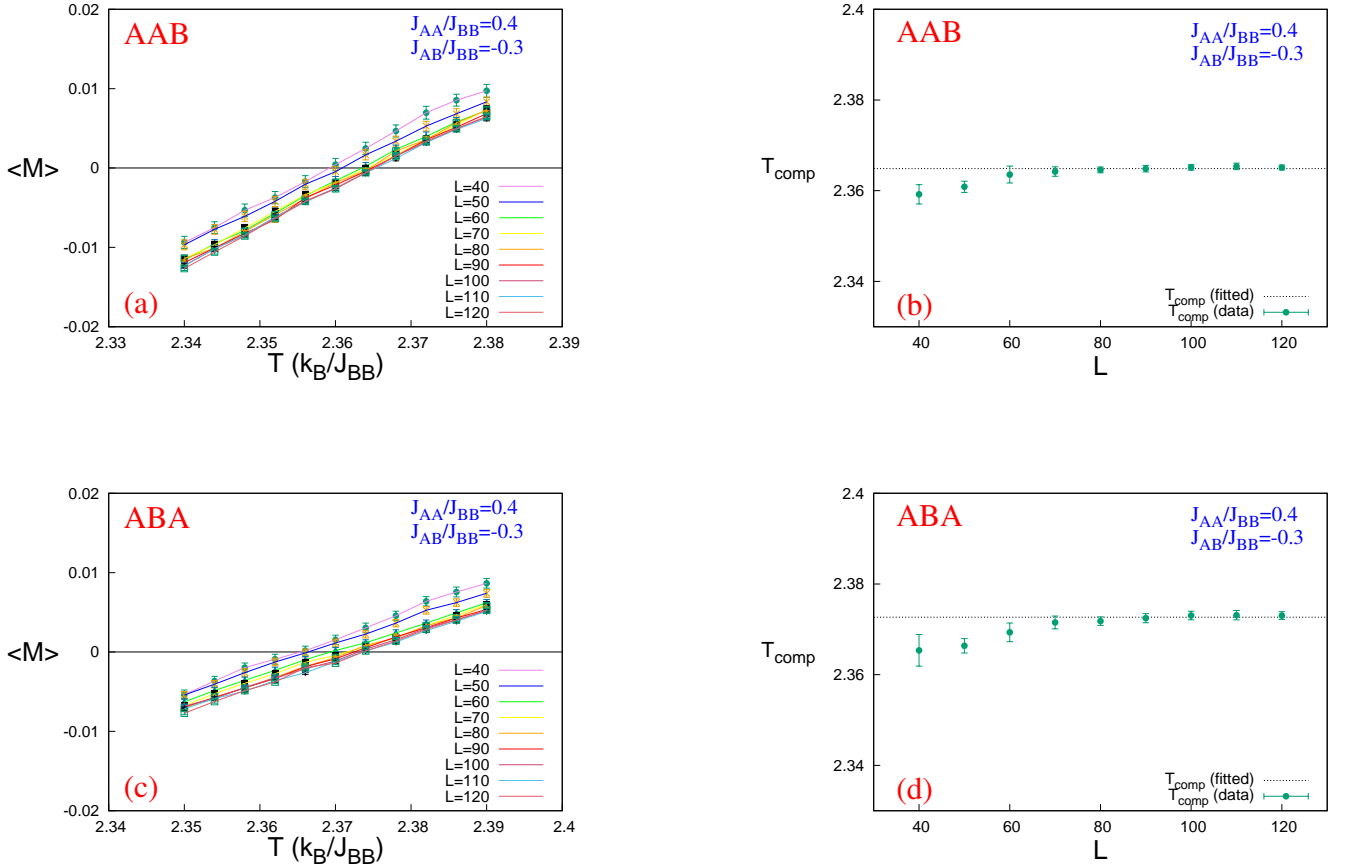 AAB
J_AA/J_BB=0.4
J_AB/J_BB=-0.3
0.02
0.01
0
-0.01
-0.02
<M>
L=40
L=50
L=60
L=70
L=80
L=90
L=100
L=110
L=120
(a)
2.33 2.34 2.35 2.36 2.37 2.38 2.39
T (k_B/J_BB)
AAB
J_AA/J_BB=0.4
J_AB/J_BB=-0.3
2.4
2.38
2.36
2.34
T_comp
T_comp (fitted)
T_comp (data)
(b)
40 60 80 100 120
L
ABA
J_AA/J_BB=0.4
J_AB/J_BB=-0.3
0.02
0.01
0
-0.01
-0.02
<M>
L=40
L=50
L=60
L=70
L=80
L=90
L=100
L=110
L=120
(c)
2.34 2.35 2.36 2.37 2.38 2.39 2.4
T (k_B/J_BB)
ABA
J_AA/J_BB=0.4
J_AB/J_BB=-0.3
2.4
2.38
2.36
2.34
T_comp
T_comp (fitted)
T_comp (data)
(d)
40 60 80 100 120
L